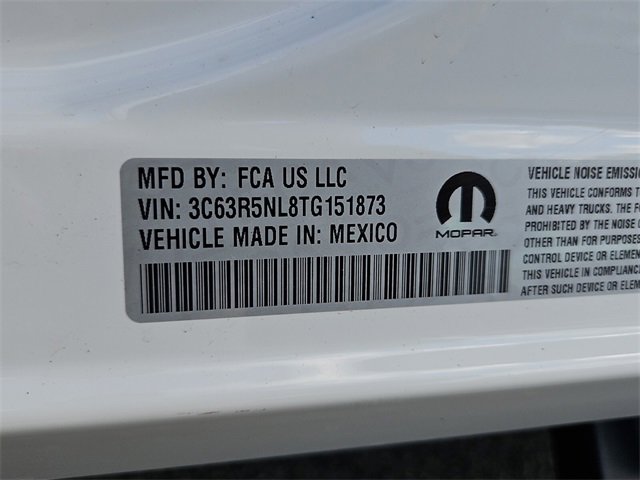 MFD BY: FCA US LLC
VIN: 3C63R5NL8TG151873
VEHICLE MADE IN: MEXICO
MOPAR
VEHICLE NOISE EMISSI
THIS VEHICLE CONFORMS T
AND HEAVY TRUCKS. THE FO
PROHIBITED BY THE NOISE
OTHER THAN FOR PURPOSES
CONTROL DEVICE OR ELEMEN
THIS VEHICLE IN COMPLIANC
AFTER SUCH DEVICE OR ELEM